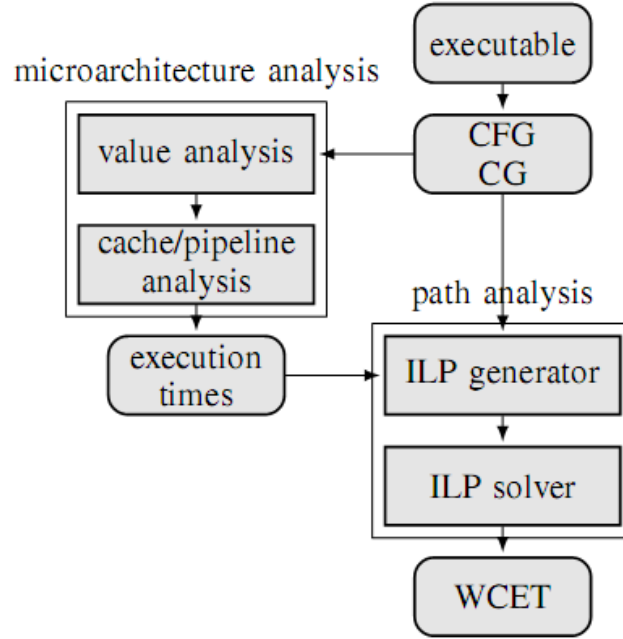 executable
microarchitecture analysis
CFG
CG
value analysis
cache/pipeline
analysis
path analysis
execution
times
ILP generator
ILP solver
WCET